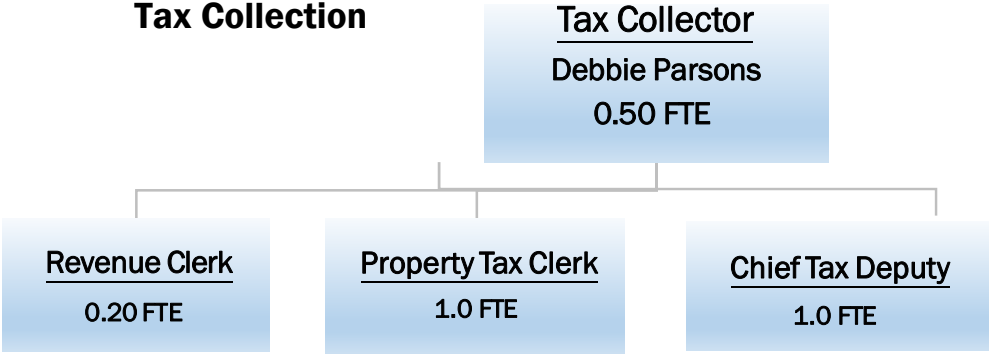 Tax Collection
Tax Collector
Debbie Parsons
0.50 FTE
Revenue Clerk
0.20 FTE
Property Tax Clerk
1.0 FTE
Chief Tax Deputy
1.0 FTE